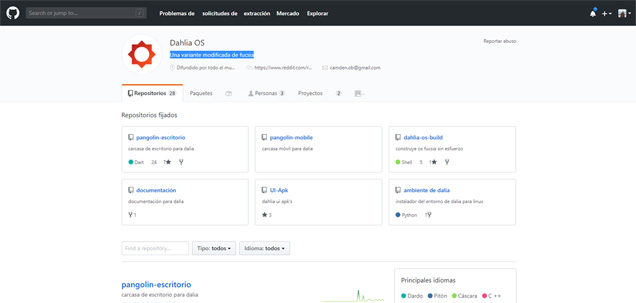 Search or jump to...
/
Problemas de solicitudes de extracción Mercado Explorar
Dahlia OS
Una variante modificada de fucsia
Difundido por todo el mu...
https://www.reddit.com/r...
camden.ob@gmail.com
Reportar abuso
Repositorios 28
Paquetes
Personas 3
Proyectos 2
Repositorios fijados
pangolin-escritorio
carcasa de escritorio para dalia
Dart 24 7
pangolin-mobile
carcasa móvil para dalia
dahlia-os-build
construye os fucsia sin esfuerzo
Shell 5 1
documentación
documentación para dalia
1
UI-Apk
dahlia ui apk's
3
ambiente de dalia
instalador del entorno de dalia para linux
Python 1
Find a repository...
Tipo: todos
Idioma: todos
pangolin-escritorio
carcasa de escritorio para dalia
Principales idiomas
Dardo Pitón Cáscara C ++